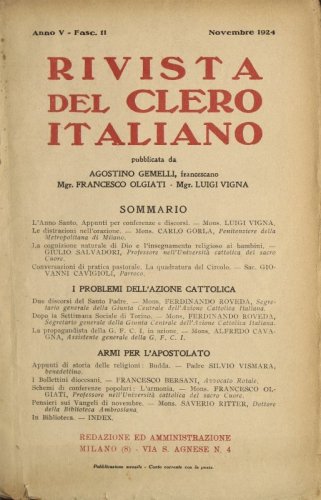 Anno V - Fasc. 11 Novembre 1924
RIVISTA
DEL CLERO
ITALIANO
pubblicata da
AGOSTINO GEMELLI, francescano
Mgr. FRANCESCO OLGIATI - Mgr. LUIGI VIGNA
SOMMARIO
L'Anno Santo, Appunti per conferenze e discorsi. — Mons. LUIGI VIGNA.
Le distrazioni nell'orazione. — Mons. CARLO GORLA, Penitenziere della
Metropolitana di Milano.
La cognizione naturale di Dio e l'insegnamento religioso ai bambini. —
GIULIO SALVADORI, Professore nell'Università cattolica del sacro
Cuore.
Conversazioni di pratica pastorale. La quadratura del Circolo. — Sac. GIO-
VANNI CAVIGIOLI, Parroco.
I PROBLEMI DELL'AZIONE CATTOLICA
Due discorsi del Santo Padre. — Mons. FERDINANDO ROVEDA, Segre-
tario generale della Giunta Centrale dell'Azione Cattolica Italiana.
Dopo la Settimana Sociale di Torino. — Mons. FERDINANDO ROVEDA,
Segretario generale della Giunta Centrale dell'Azione Cattolica Italiana.
La propagandista della G. F. C. I. in azione. — Mons. ALFREDO CAVA-
GNA, Assistente generale della G. F. C. I.
ARMI PER L'APOSTOLATO
Appunti di storia delle religioni: Budda. — Padre SILVIO VISMARA,
benedettino.
I Bollettini diocesani. — FRANCESCO BERSANI, Avvocato Rotale.
Schemi di conferenze popolari: L'armonia. — Mons. FRANCESCO OL-
GIATI, Professore nell'Università cattolica del sacro Cuore.
Pensieri sui Vangeli di novembre. — Mons. SAVERIO RITTER, Dottore
della Biblioteca Ambrosiana.
In Biblioteca. — INDEX.
REDAZIONE ED AMMINISTRAZIONE
MILANO (8) - VIA S. AGNESE N. 4
Pubblicazione mensile - Conto corrente con la posta.